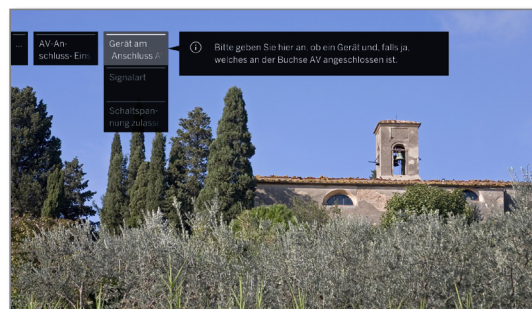 ...
AV-An-
schluss- Eins
Gerät am
Anschluss A
Signalart
Schaltspan-
nung zulass
Bitte geben Sie hier an, ob ein Gerät und, falls ja,
welches an der Buchse AV angeschlossen ist.